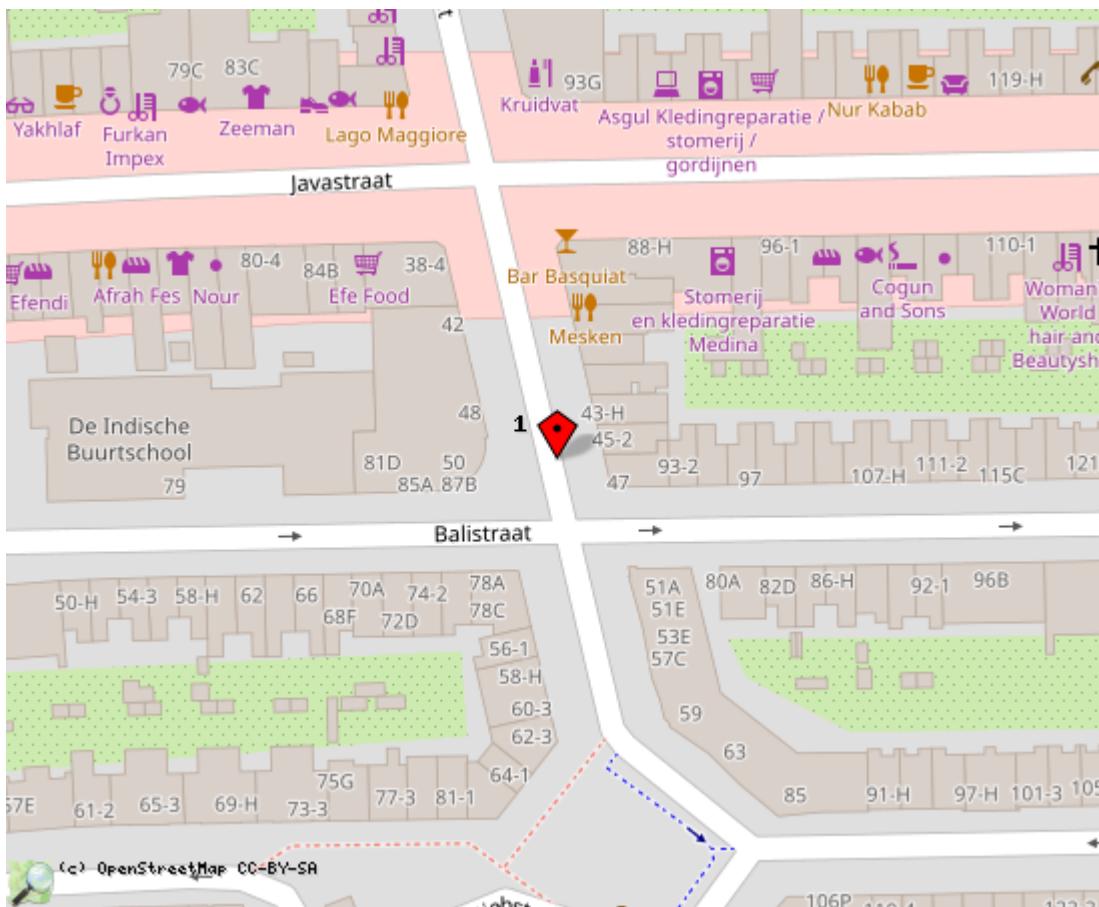 79C
83C
93G
119-H
Kruidvat
Yakhlaf
Furkan
Impex
Zeeman
Lago Maggiore
Asgul Kledingreparatie /
stomerij /
gordijnen
Nur Kabab
Javastraat
80-4
84B
38-4
88-H
96-1
110-1
Efendi
Afrah Fes
Nour
Efe Food
Bar Basquiat
Mesken
Stomerij
en kledingreparatie
Medina
Cogun
and Sons
Woman
World
hair and
Beautysh
42
48
1
43-H
45-2
De Indische
Buurtschool
79
81D
50
85A
87B
47
93-2
97
107-H
111-2
115C
121
Balistraat
50-H
54-3
58-H
62
66
68F
70A
72D
74-2
78A
78C
51A
51E
53E
57C
80A
82D
86-H
92-1
96B
56-1
58-H
60-3
62-3
64-1
59
63
57E
61-2
65-3
69-H
75G
73-3
77-3
81-1
85
91-H
97-H
101-3
105
(c) OpenStreetMap CC-BY-SA
106P